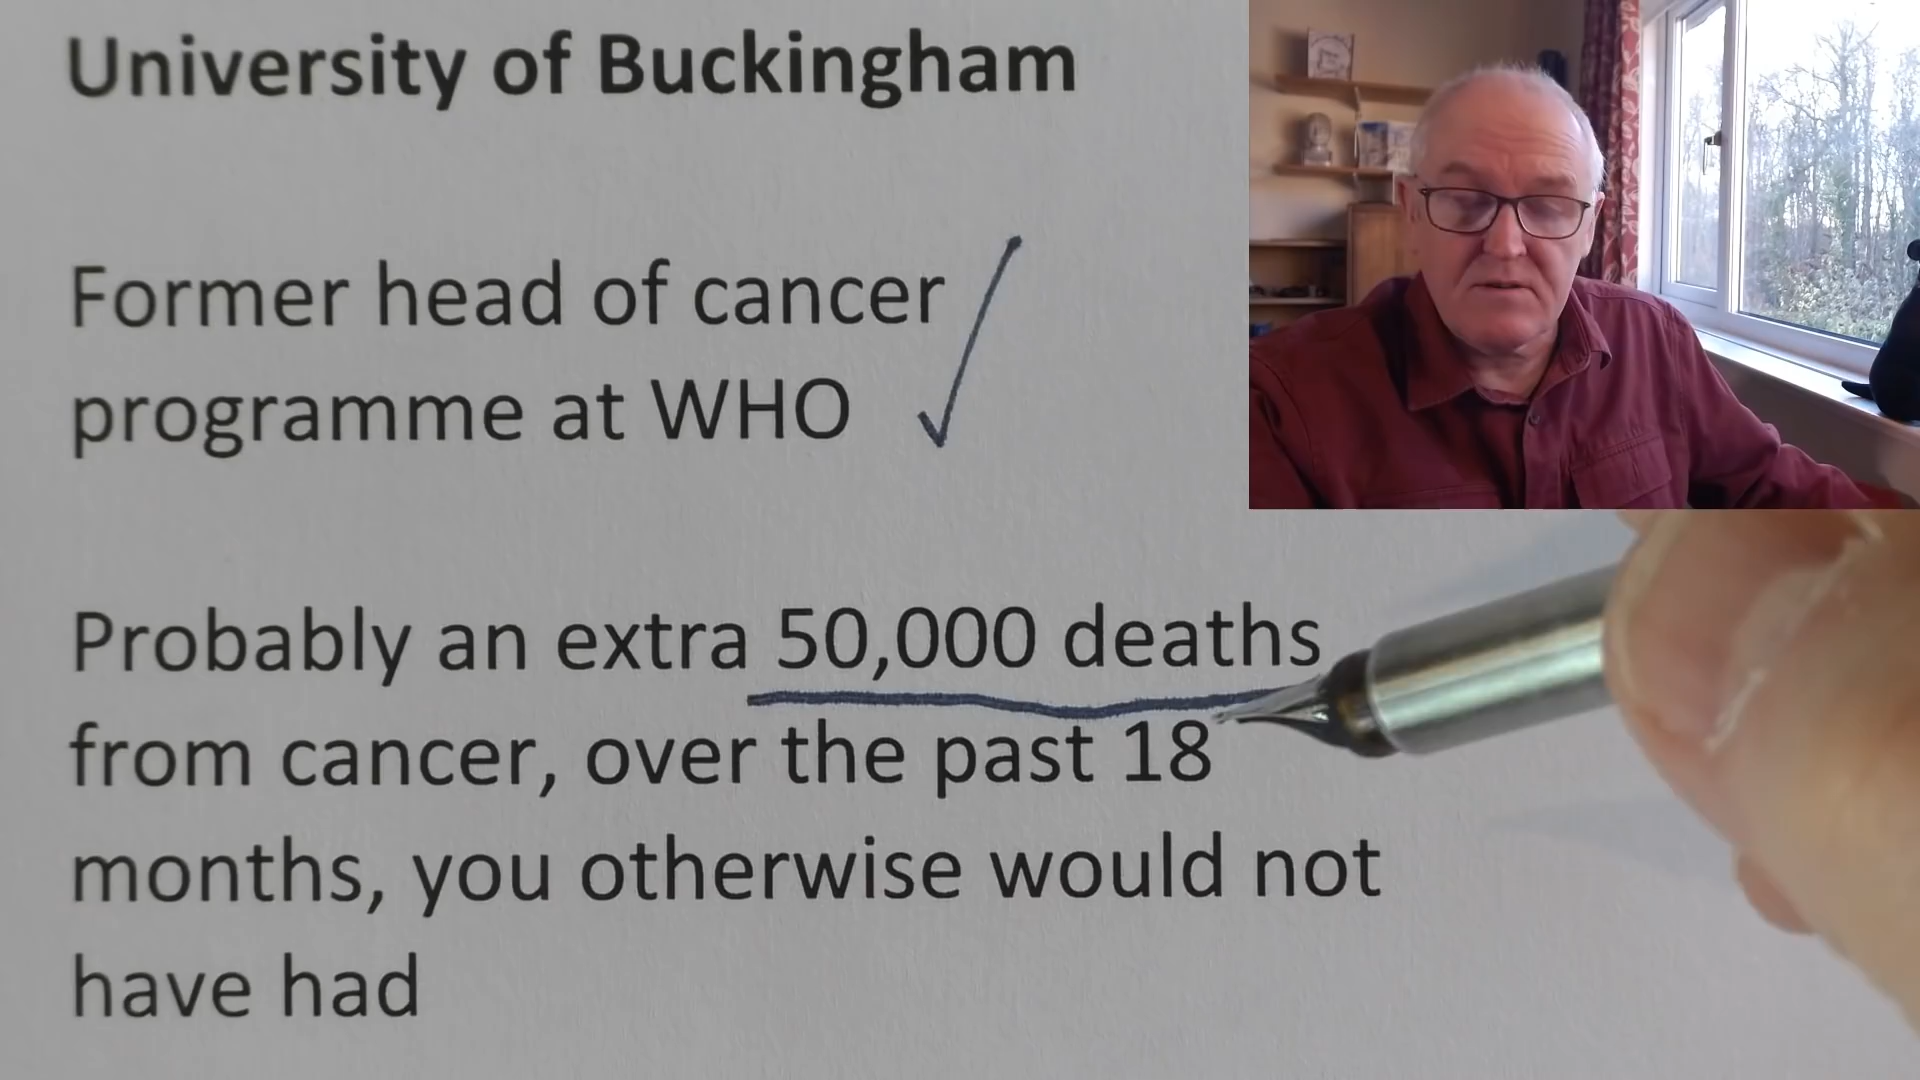 University of Buckingham
Former head of cancer
programme at WHO
Probably an extra 50,000 deaths
from cancer, over the past 18
months, you otherwise would not
have had